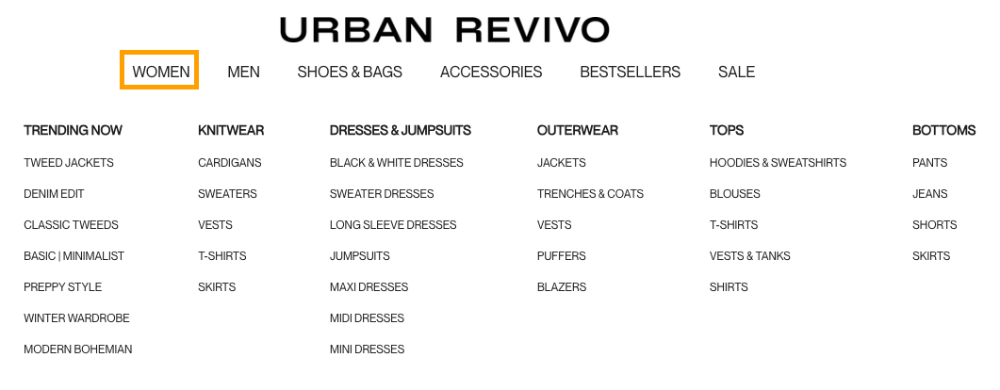 URBAN REVIVO
WOMEN MEN SHOES & BAGS ACCESSORIES BESTSELLERS SALE
TRENDING NOW
TWEED JACKETS
DENIM EDIT
CLASSIC TWEEDS
BASIC | MINIMALIST
PREPPY STYLE
WINTER WARDROBE
MODERN BOHEMIAN
KNITWEAR
CARDIGANS
SWEATERS
VESTS
T-SHIRTS
SKIRTS
DRESSES & JUMPSUITS
BLACK & WHITE DRESSES
SWEATER DRESSES
LONG SLEEVE DRESSES
JUMPSUITS
MAXI DRESSES
MIDI DRESSES
MINI DRESSES
OUTERWEAR
JACKETS
TRENCHES & COATS
VESTS
PUFFERS
BLAZERS
TOPS
HOODIES & SWEATSHIRTS
BLOUSES
T-SHIRTS
VESTS & TANKS
SHIRTS
BOTTOMS
PANTS
JEANS
SHORTS
SKIRTS